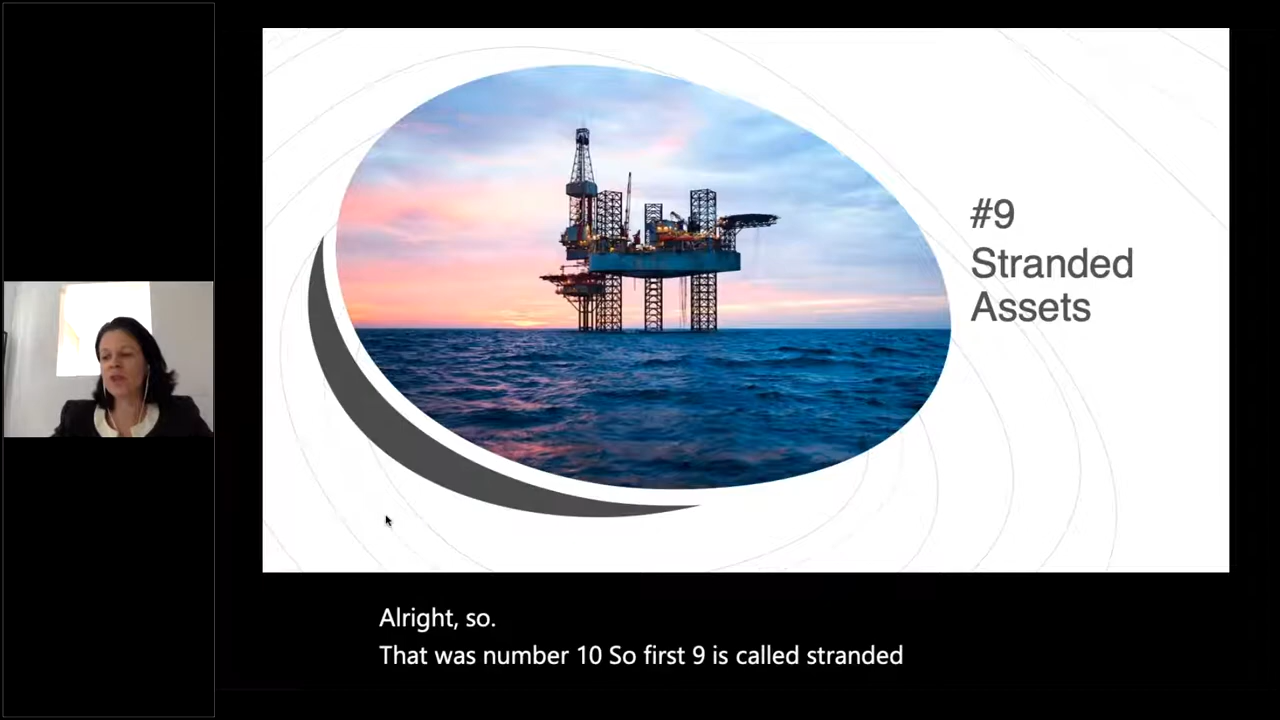 #9
Stranded
Assets
Alright, so.
That was number 10 So first 9 is called stranded